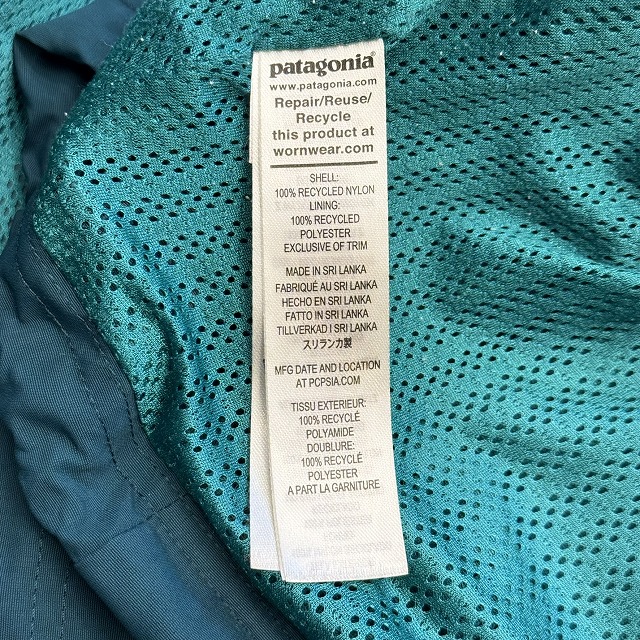 patagonia®
www.patagonia.com
Repair/Reuse/
Recycle
this product at
wornwear.com
SHELL:
100% RECYCLED NYLON
LINING:
100% RECYCLED
POLYESTER
EXCLUSIVE OF TRIM
MADE IN SRI LANKA
FABRIQUÉ AU SRI LANKA
HECHO EN SRI LANKA
FATTO IN SRI LANKA
TILLVERKAD I SRI LANKA
スリランカ製
MFG DATE AND LOCATION
AT PCPSIA.COM
TISSU EXTERIEUR:
100% RECYCLÉ
POLYAMIDE
DOUBLURE:
100% RECYCLÉ
POLYESTER
A PART LA GARNITURE